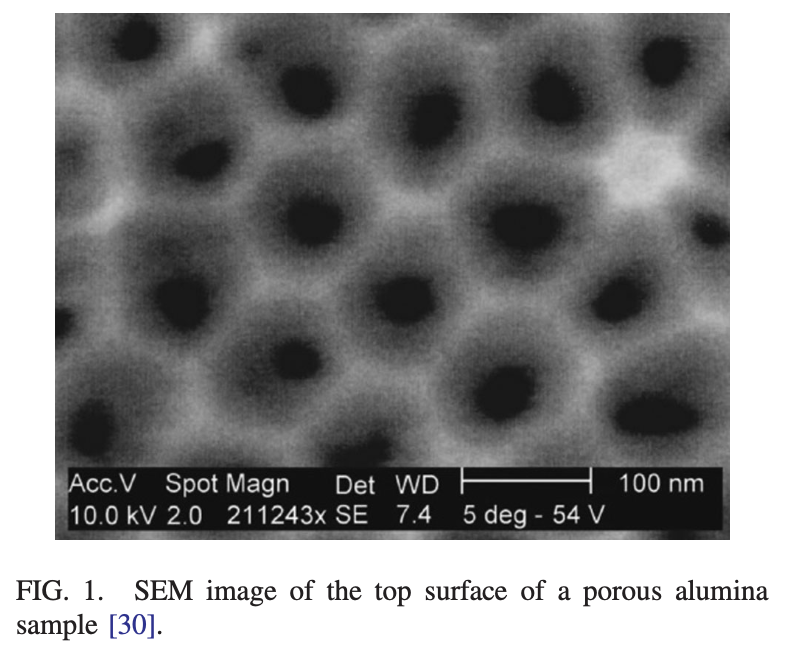 Acc.V Spot Magn Det WD 100 nm
10.0 kV 2.0 211243x SE 7.4 5 deg - 54 V
FIG. 1. SEM image of the top surface of a porous alumina
sample [30].